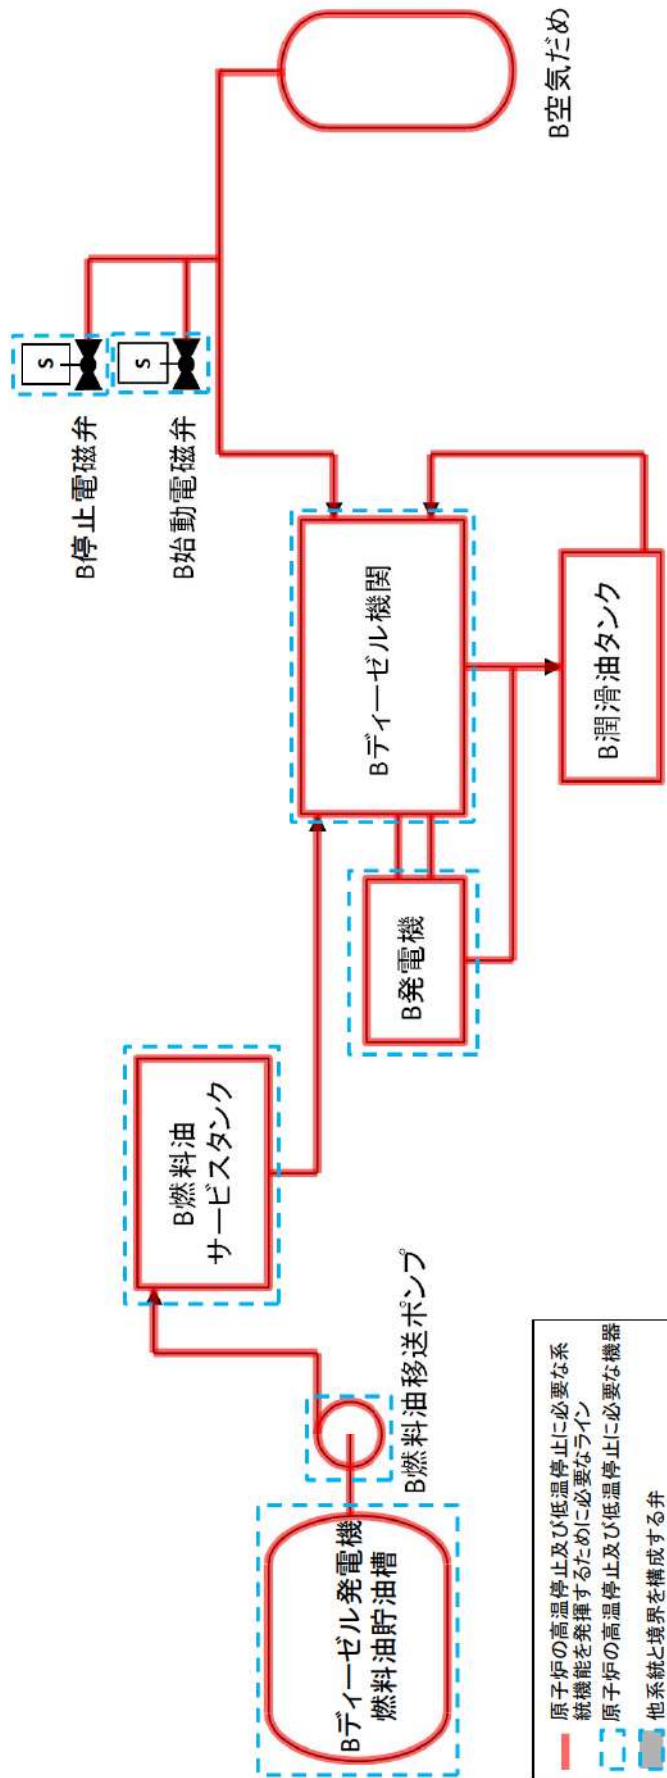 B停止電磁弁
S
B始動電磁弁
S
B空気だめ
B燃料油
サービスタンク
Bディーゼル機関
B発電機
Bディーゼル発電機
燃料油貯油槽
B燃料油移送ポンプ
B潤滑油タンク
原子炉の高温停止及び低温停止に必要な系
統機能を発揮するために必要なライン
原子炉の高温停止及び低温停止に必要な機器
他系統と境界を構成する弁